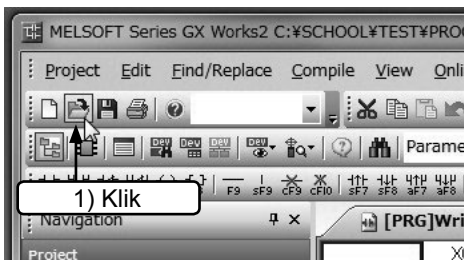 MELSOFT Series GX Works2 C:¥SCHOOL¥TEST¥PRO
Project Edit Find/Replace Compile View Onli
Parame
F9 sF9 cF9 cF10 sF7 sF8 aF7 aF8
1) Klik
Navigation
[PRG]Wri
Project